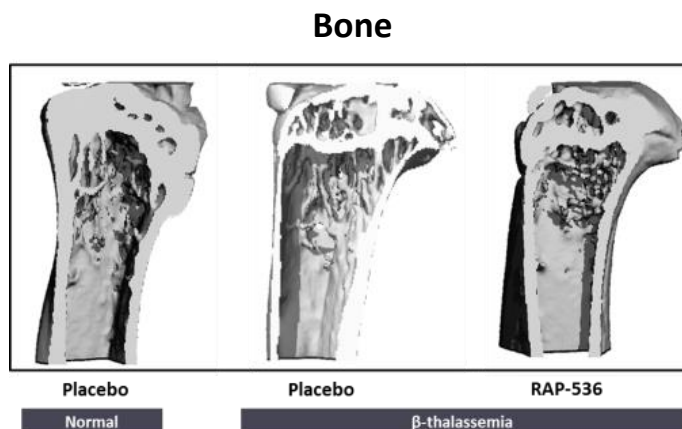 Bone
Placebo
Placebo
RAP-536
Normal
β-thalassemia